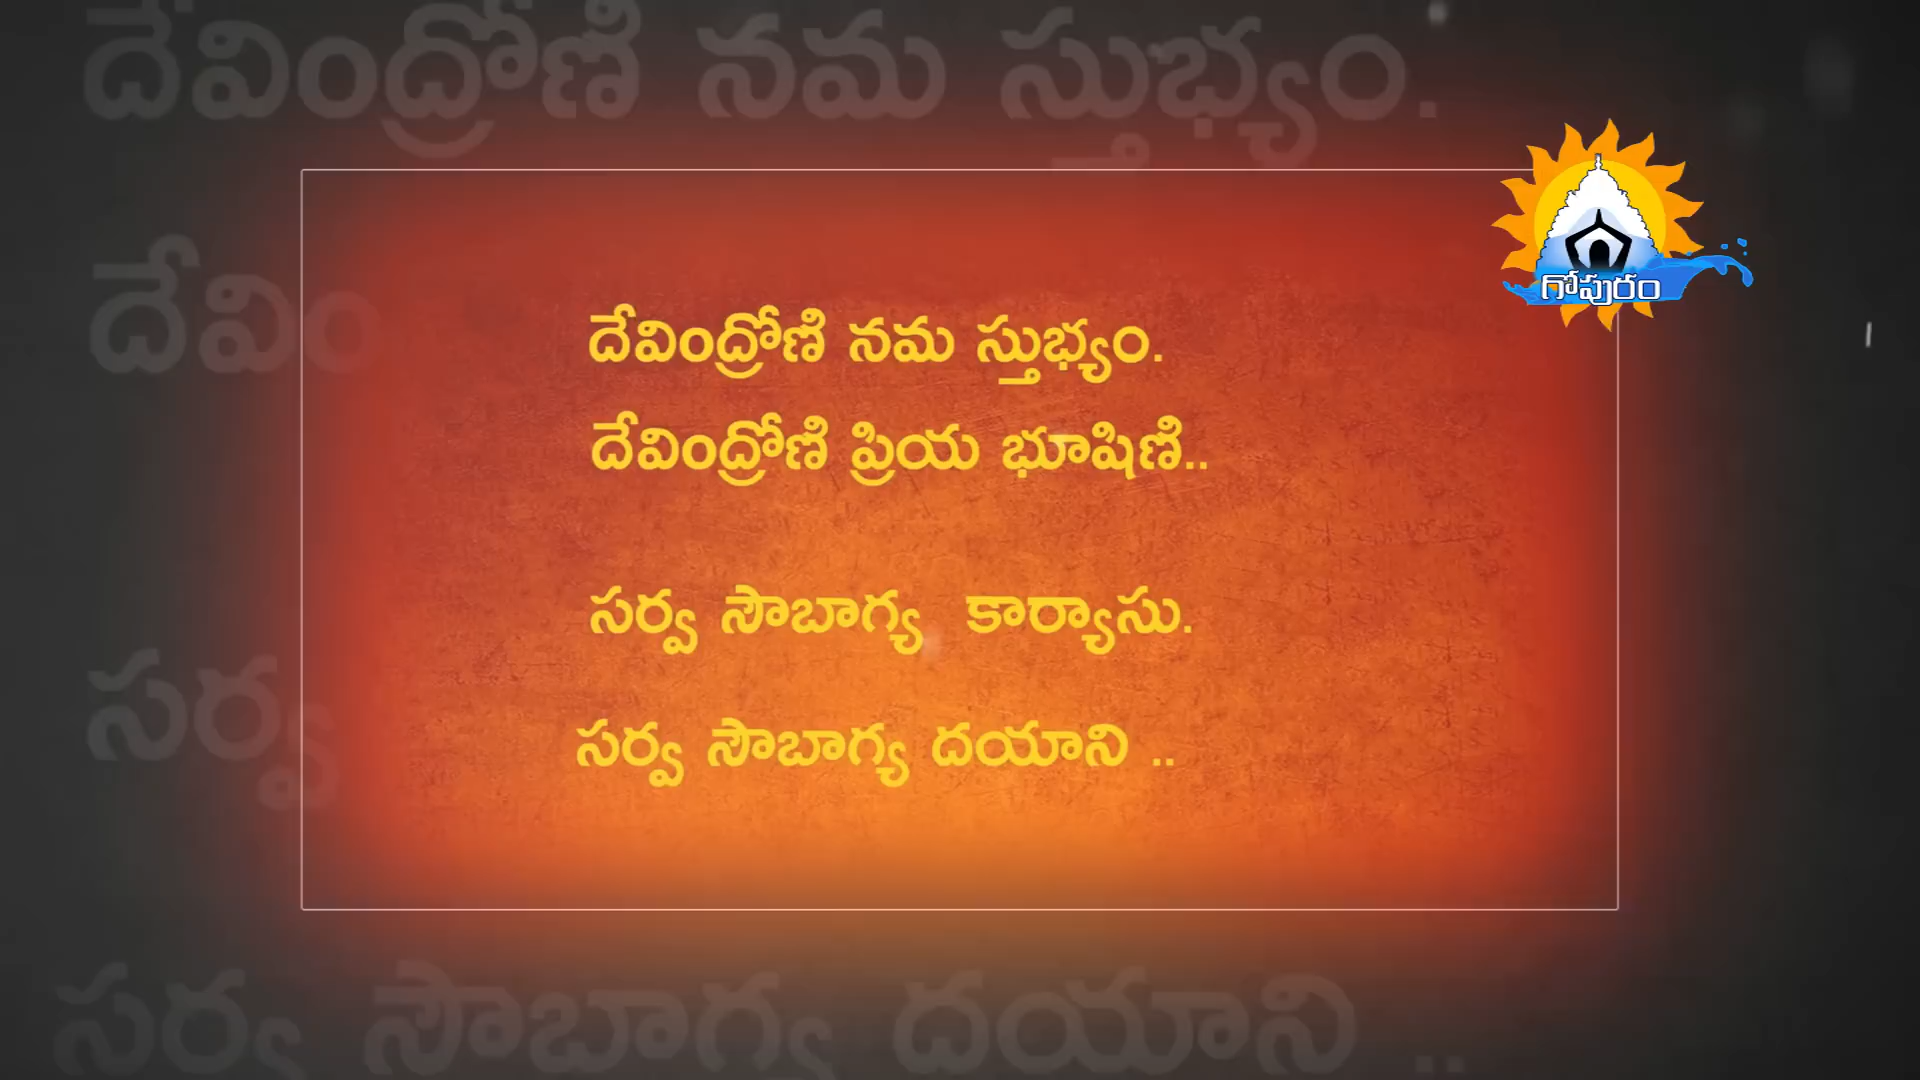 దేవింద్రోణి నమ స్తుభ్యం.
దేవింద్రోణి ప్రియ భూషిణి..
సర్వ సౌబాగ్య కార్యాసు.
సర్వ సౌబాగ్య దయాని ..
గోపురం